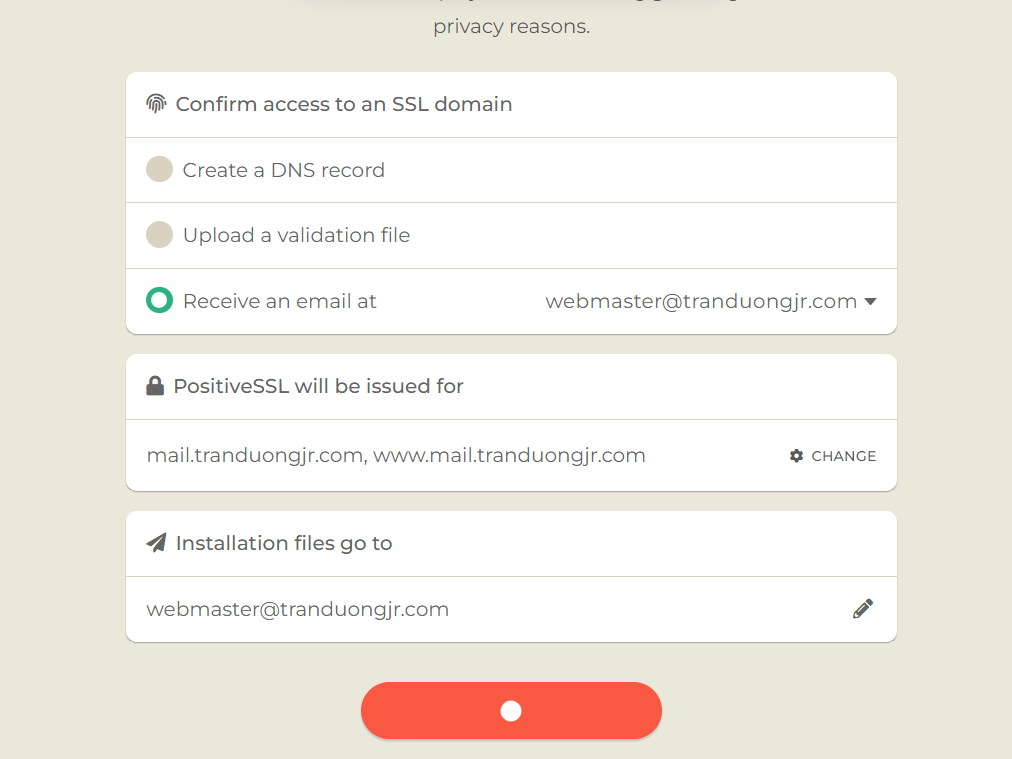 privacy reasons.
Confirm access to an SSL domain
Create a DNS record
Upload a validation file
Receive an email at webmaster@tranduongjr.com
PositiveSSL will be issued for
mail.tranduongjr.com, www.mail.tranduongjr.com CHANGE
Installation files go to
webmaster@tranduongjr.com